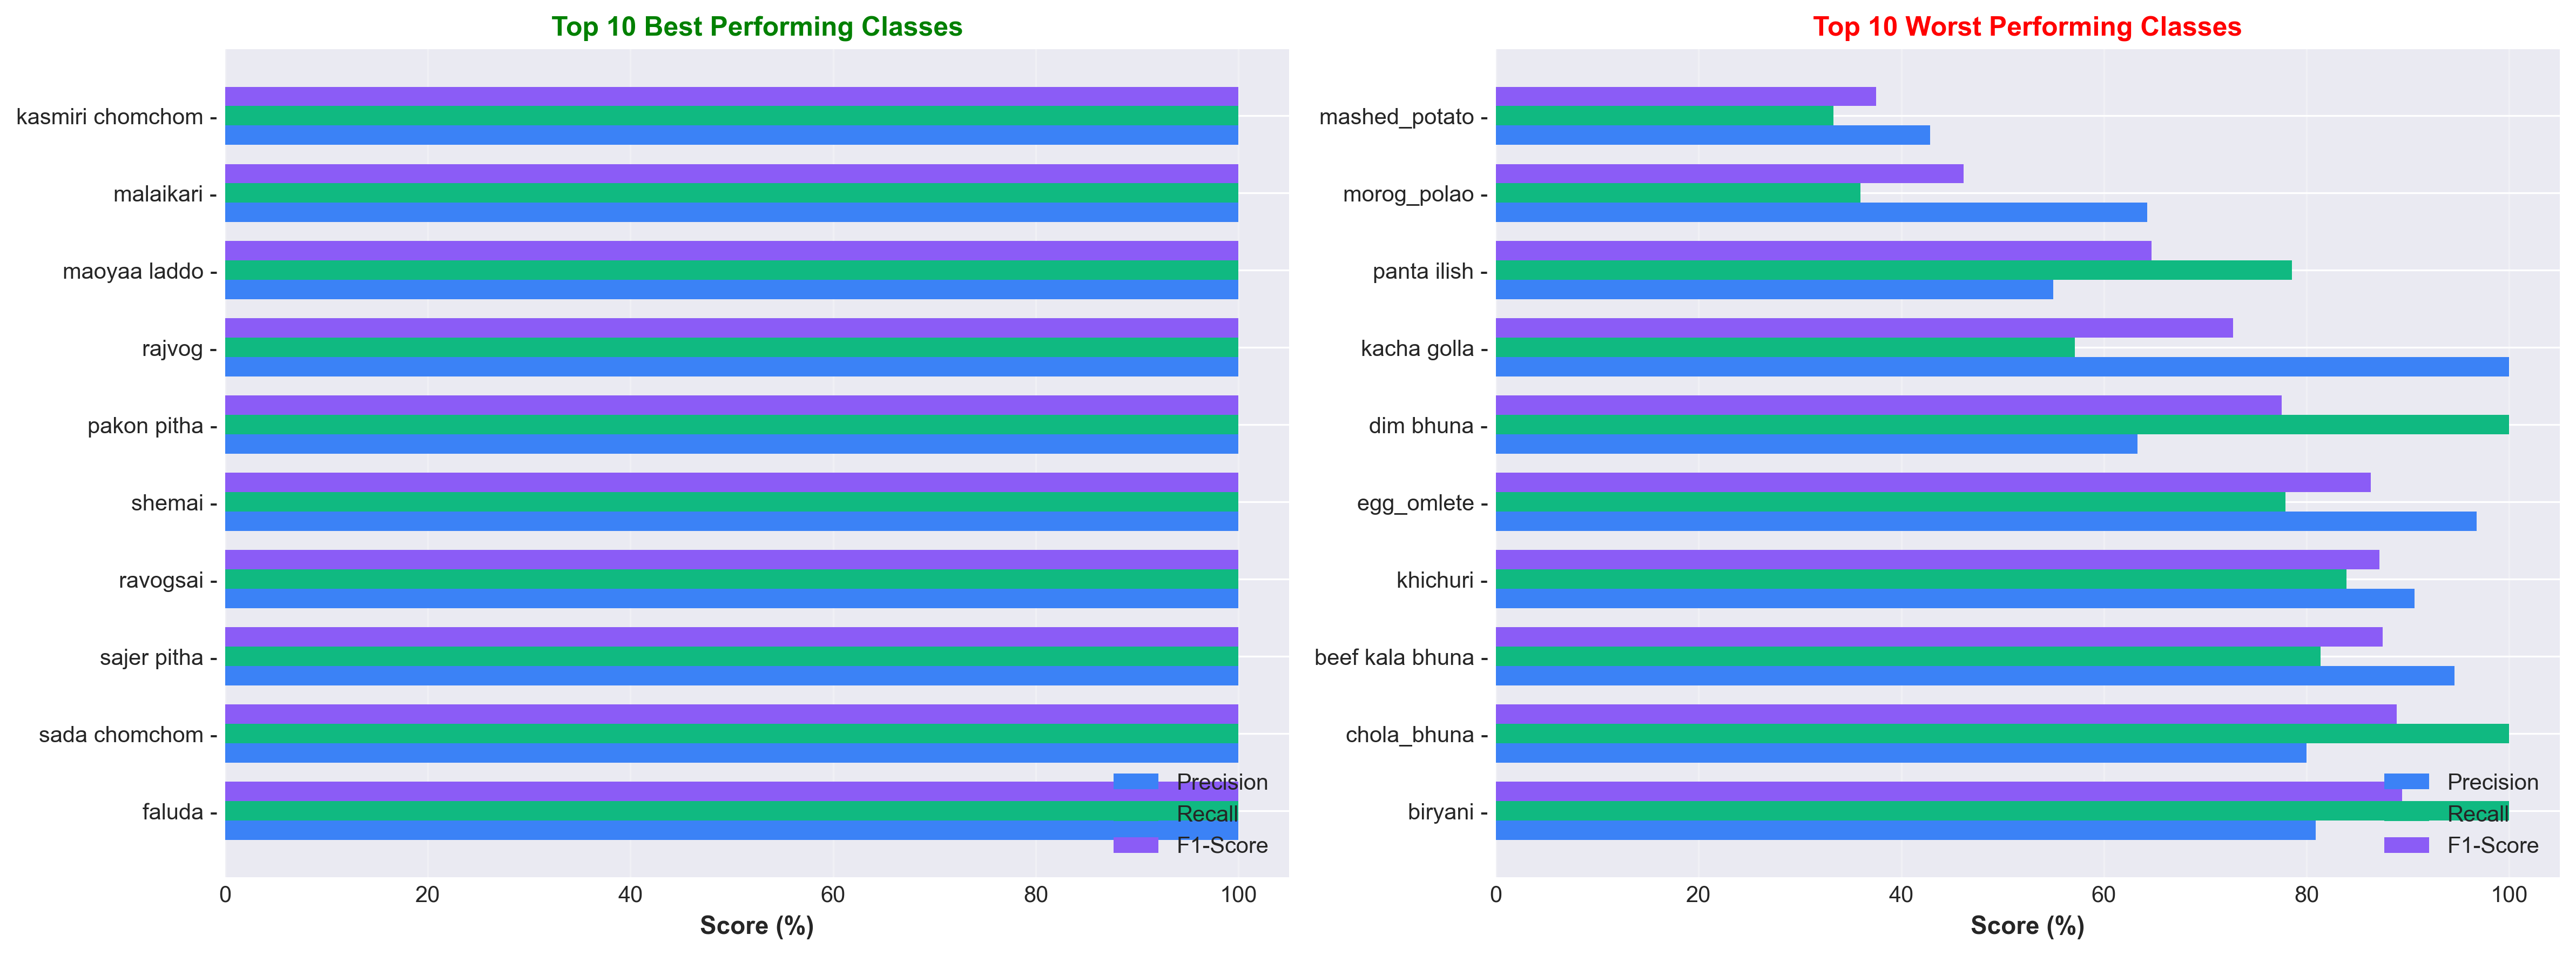 Top 10 Best Performing Classes
kasmiri chomchom
malaikari
maoyaa laddo
rajvog
pakon pitha
shemai
ravogsai
sajer pitha
sada chomchom
faluda
Precision
Recall
F1-Score
0 20 40 60 80 100
Score (%)
Top 10 Worst Performing Classes
mashed_potato
morog_polao
panta ilish
kacha golla
dim bhuna
egg_omlete
khichuri
beef kala bhuna
chola_bhuna
biryani
Precision
Recall
F1-Score
0 20 40 60 80 100
Score (%)